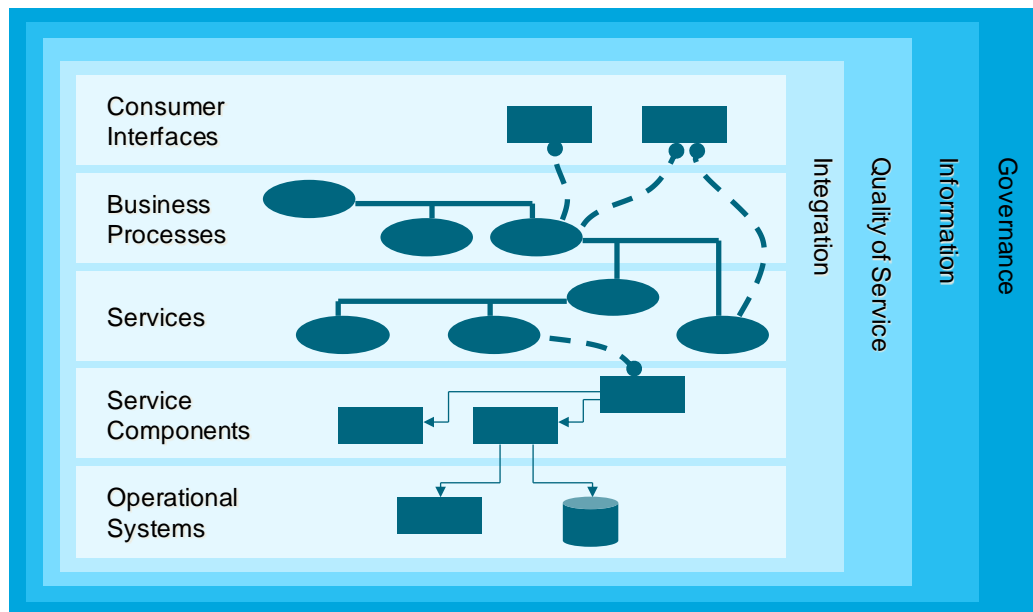 Consumer
Interfaces
Business
Processes
Services
Service
Components
Operational
Systems
Integration
Quality of Service
Information
Governance